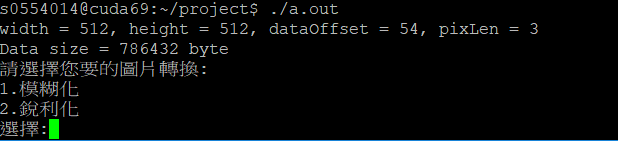 s0554014@cuda69:~/project$ ./a.out
width = 512, height = 512, dataOffset = 54, pixLen = 3
Data size = 786432 byte
請選擇您要的圖片轉換:
1.模糊化
2.銳利化
選擇: